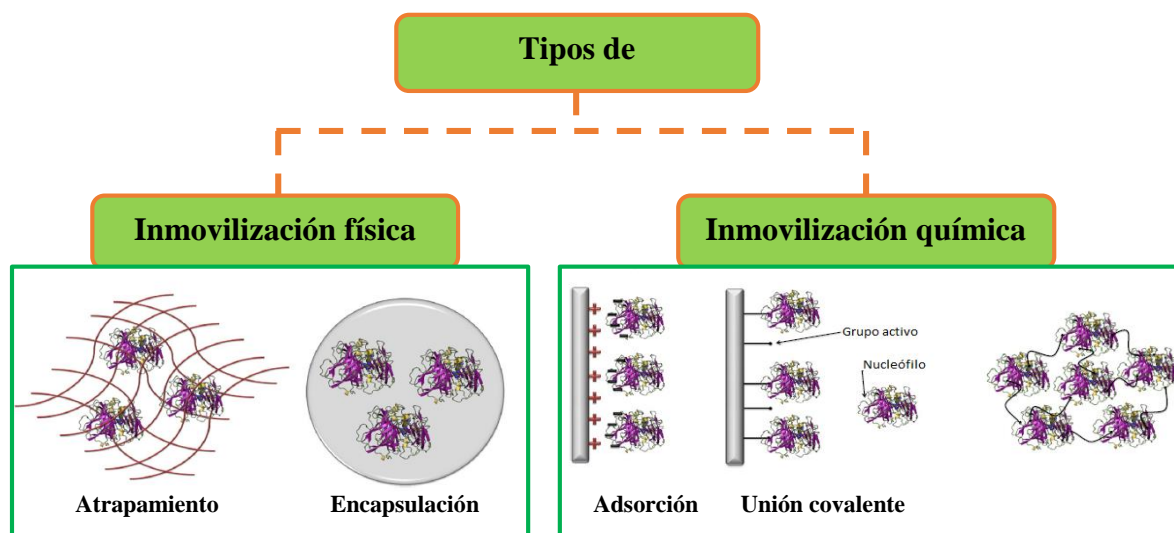 Tipos de
Inmovilización física
Inmovilización química
Atrapamiento
Encapsulación
Grupo activo
Nucleófilo
Adsorción
Unión covalente